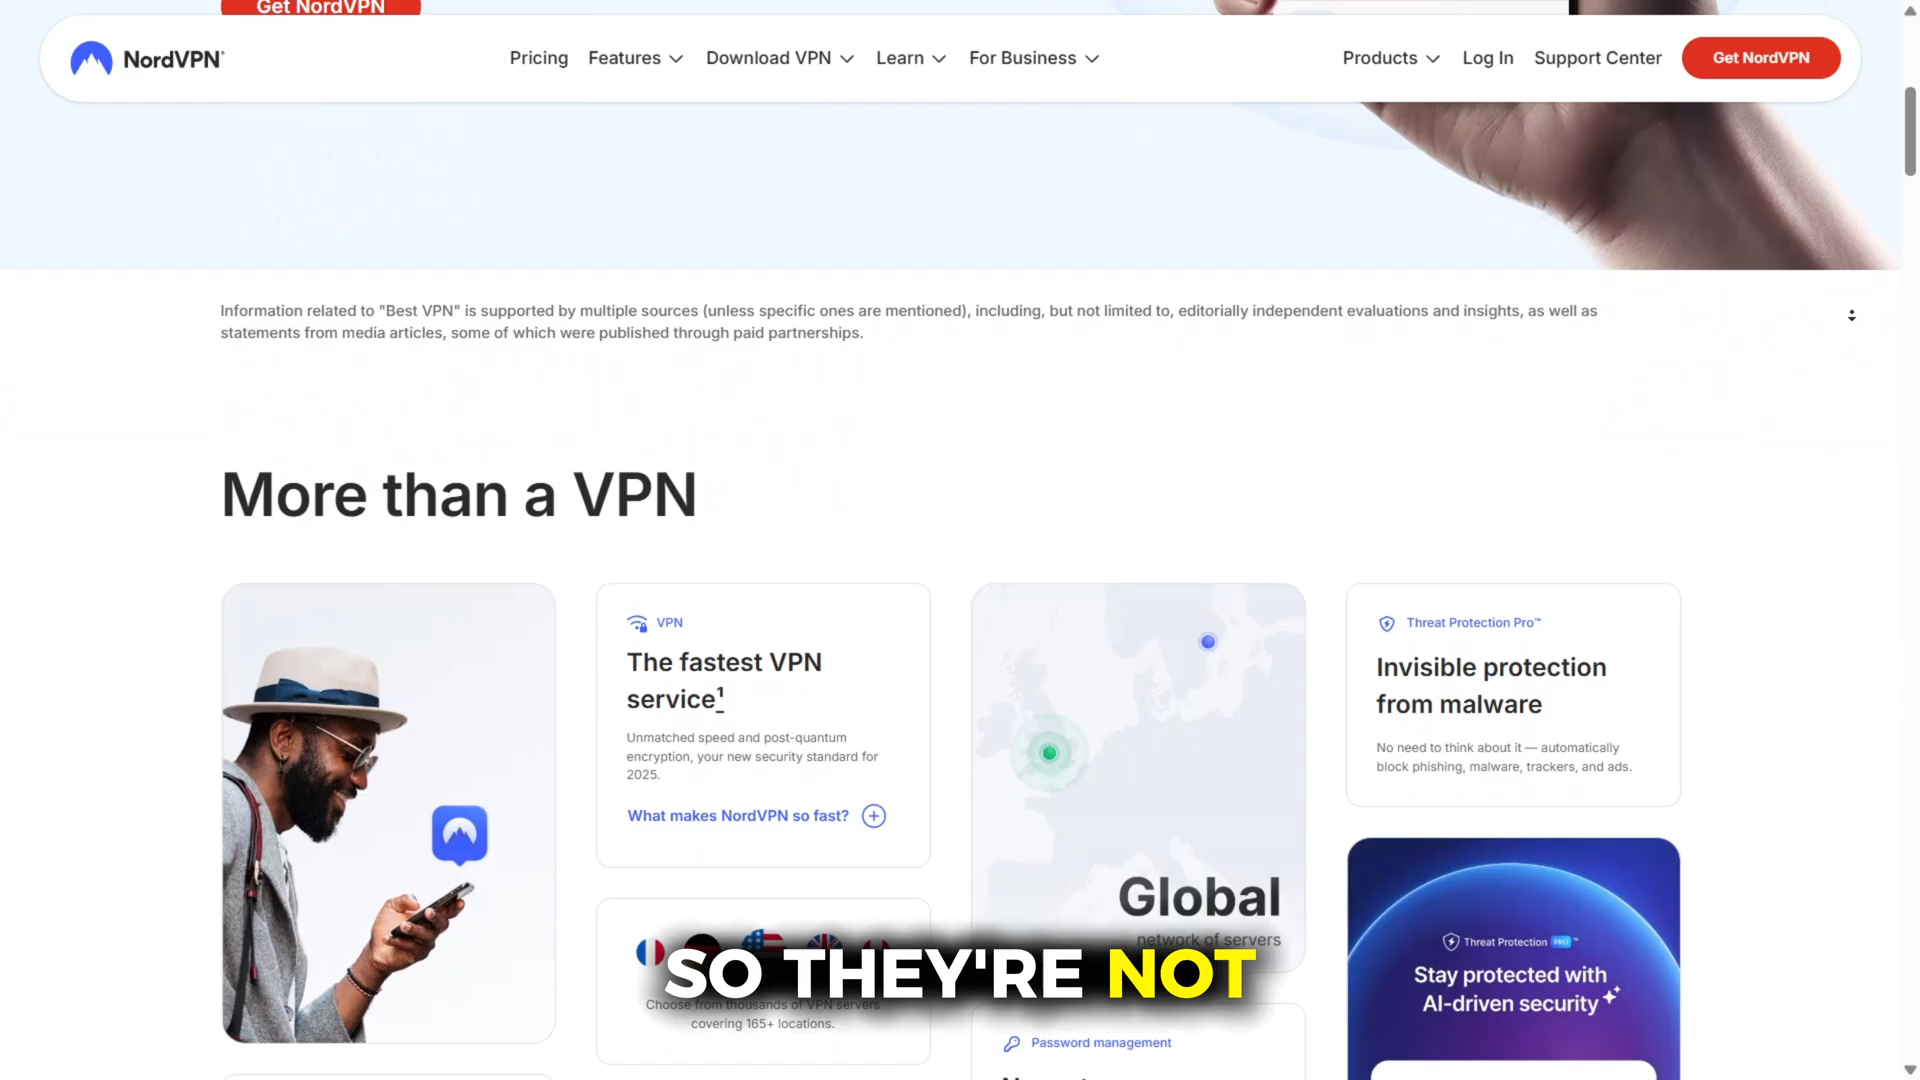 Get NordVPN
NordVPN®
Pricing
Features
Download VPN
Learn
For Business
Products
Log In
Support Center
Get NordVPN
Information related to "Best VPN" is supported by multiple sources (unless specific ones are mentioned), including, but not limited to, editorially independent evaluations and insights, as well as
statements from media articles, some of which were published through paid partnerships.
More than a VPN
VPN
The fastest VPN
service¹
Unmatched speed and post-quantum
encryption, your new security standard for
2025.
What makes NordVPN so fast?
Choose from thousands of VPN servers
covering 165+ locations.
Global
network of servers
Password management
Threat Protection Pro™
Invisible protection
from malware
No need to think about it — automatically
block phishing, malware, trackers, and ads.
Threat Protection PRO ™
Stay protected with
AI-driven security
SO THEY'RE NOT